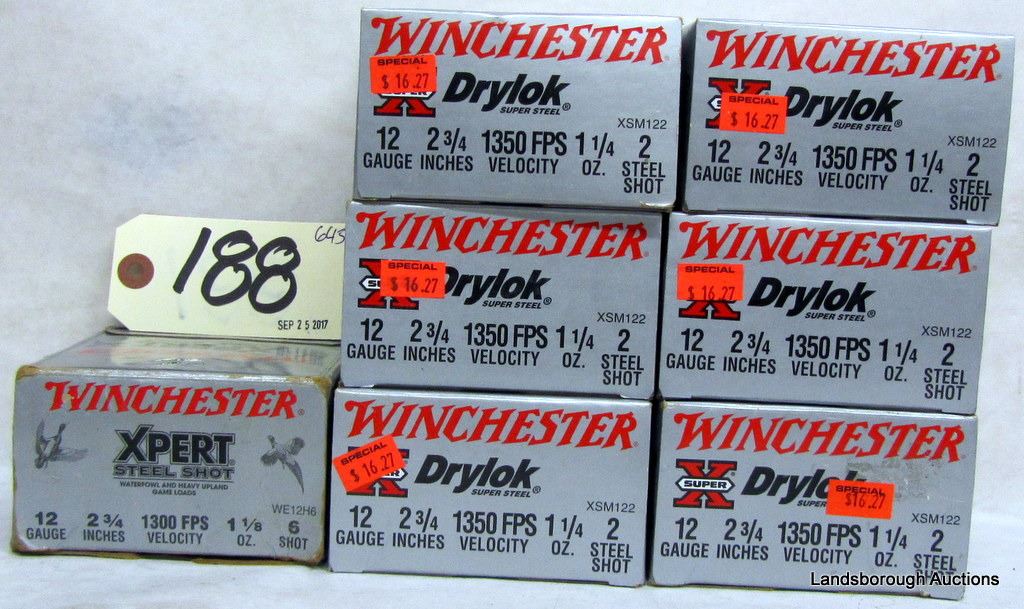 WINCHESTER
SPECIAL
$ 16.27
SUPER
X
Drylok
SUPER STEEL®
XSM122
12 2 3/4 1350 FPS 1 1/4 2
GAUGE INCHES VELOCITY OZ. STEEL
SHOT
WINCHESTER
SPECIAL
$ 16.27
Drylok
SUPER STEEL®
XSM122
12 2 3/4 1350 FPS 1 1/4 2
GAUGE INCHES VELOCITY OZ. STEEL
SHOT
188
643
SEP 25 2017
WINCHESTER
SPECIAL
$ 16.27
X
Drylok
SUPER STEEL®
XSM122
12 2 3/4 1350 FPS 1 1/4 2
GAUGE INCHES VELOCITY OZ. STEEL
SHOT
WINCHESTER
SPECIAL
$ 16.27
X
Drylok
SUPER STEEL®
XSM122
12 2 3/4 1350 FPS 1 1/4 2
GAUGE INCHES VELOCITY OZ. STEEL
SHOT
WINCHESTER®
XPERT
STEEL SHOT
WATERFOWL AND HEAVY UPLAND
GAME LOADS
WE12H6
12 2 3/4 1300 FPS 1 1/8 6
GAUGE INCHES VELOCITY OZ. SHOT
WINCHESTER
SPECIAL
$ 16.27
X
Drylok
SUPER STEEL®
XSM122
12 2 3/4 1350 FPS 1 1/4 2
GAUGE INCHES VELOCITY OZ. STEEL
SHOT
WINCHESTER
SUPER
X
Drylok
SUPER STEEL
SPECIAL
$16.27
XSM122
12 2 3/4 1350 FPS 1 1/4 2
GAUGE INCHES VELOCITY OZ. STEEL
SHOT
Landsborough Auctions